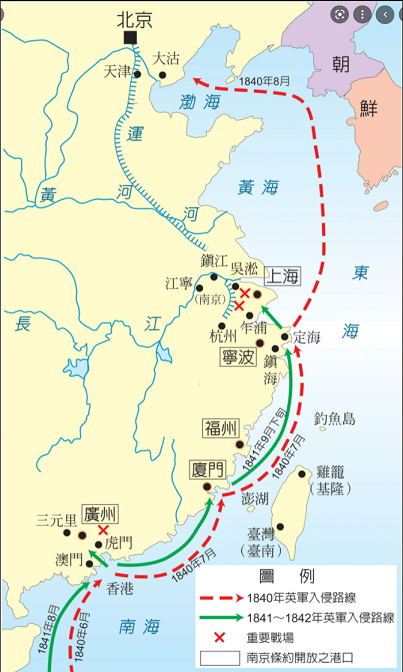 北京
天津
大沽
渤海
1840年8月
朝
鮮
運
河
黃河
黃海
鎮江
吳淞
上海
江寧
(南京)
杭州
乍浦
寧波
定海
鎮海
東海
長江
福州
1841年9月下旬
1840年7月
釣魚島
廈門
澎湖
雞籠
(基隆)
臺灣
(臺南)
三元里
廣州
虎門
澳門
香港
1840年7月
1841年8月
1840年6月
南海
圖例
1840年英軍入侵路線
1841～1842年英軍入侵路線
重要戰場
南京條約開放之港口